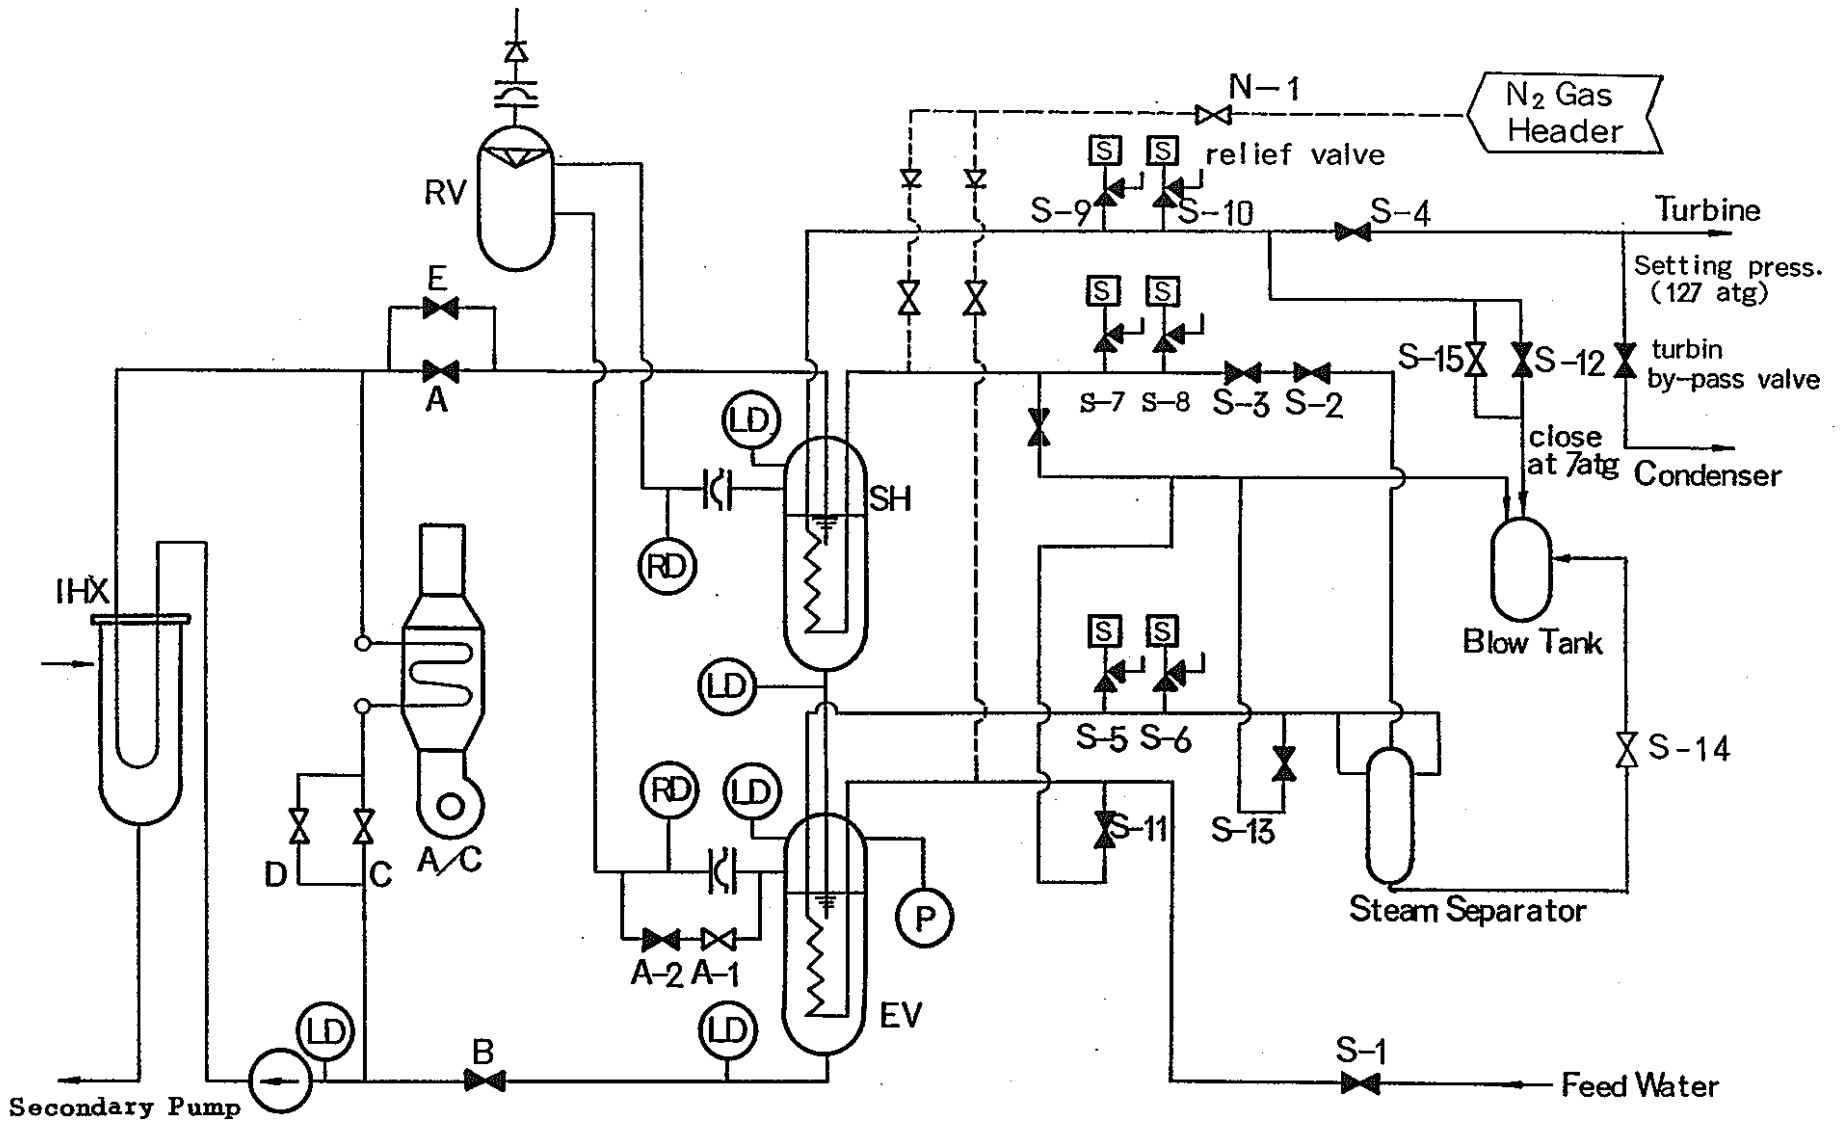 N-1
N2 Gas
Header
S
S
relief valve
RV
S-9
S-10
S-4
Turbine
E
S
S
Setting press.
(127 atg)
S-15
S-12
turbin
by-pass valve
A
S-7
S-8
S-3
S-2
LD
close
at 7atg
Condenser
SH
RD
IHX
S
S
Blow Tank
LD
S-5
S-6
S-14
RD
LD
S-11
S-13
D
C
A/C
P
Steam Separator
A-2
A-1
EV
LD
LD
B
S-1
Feed Water
Secondary Pump